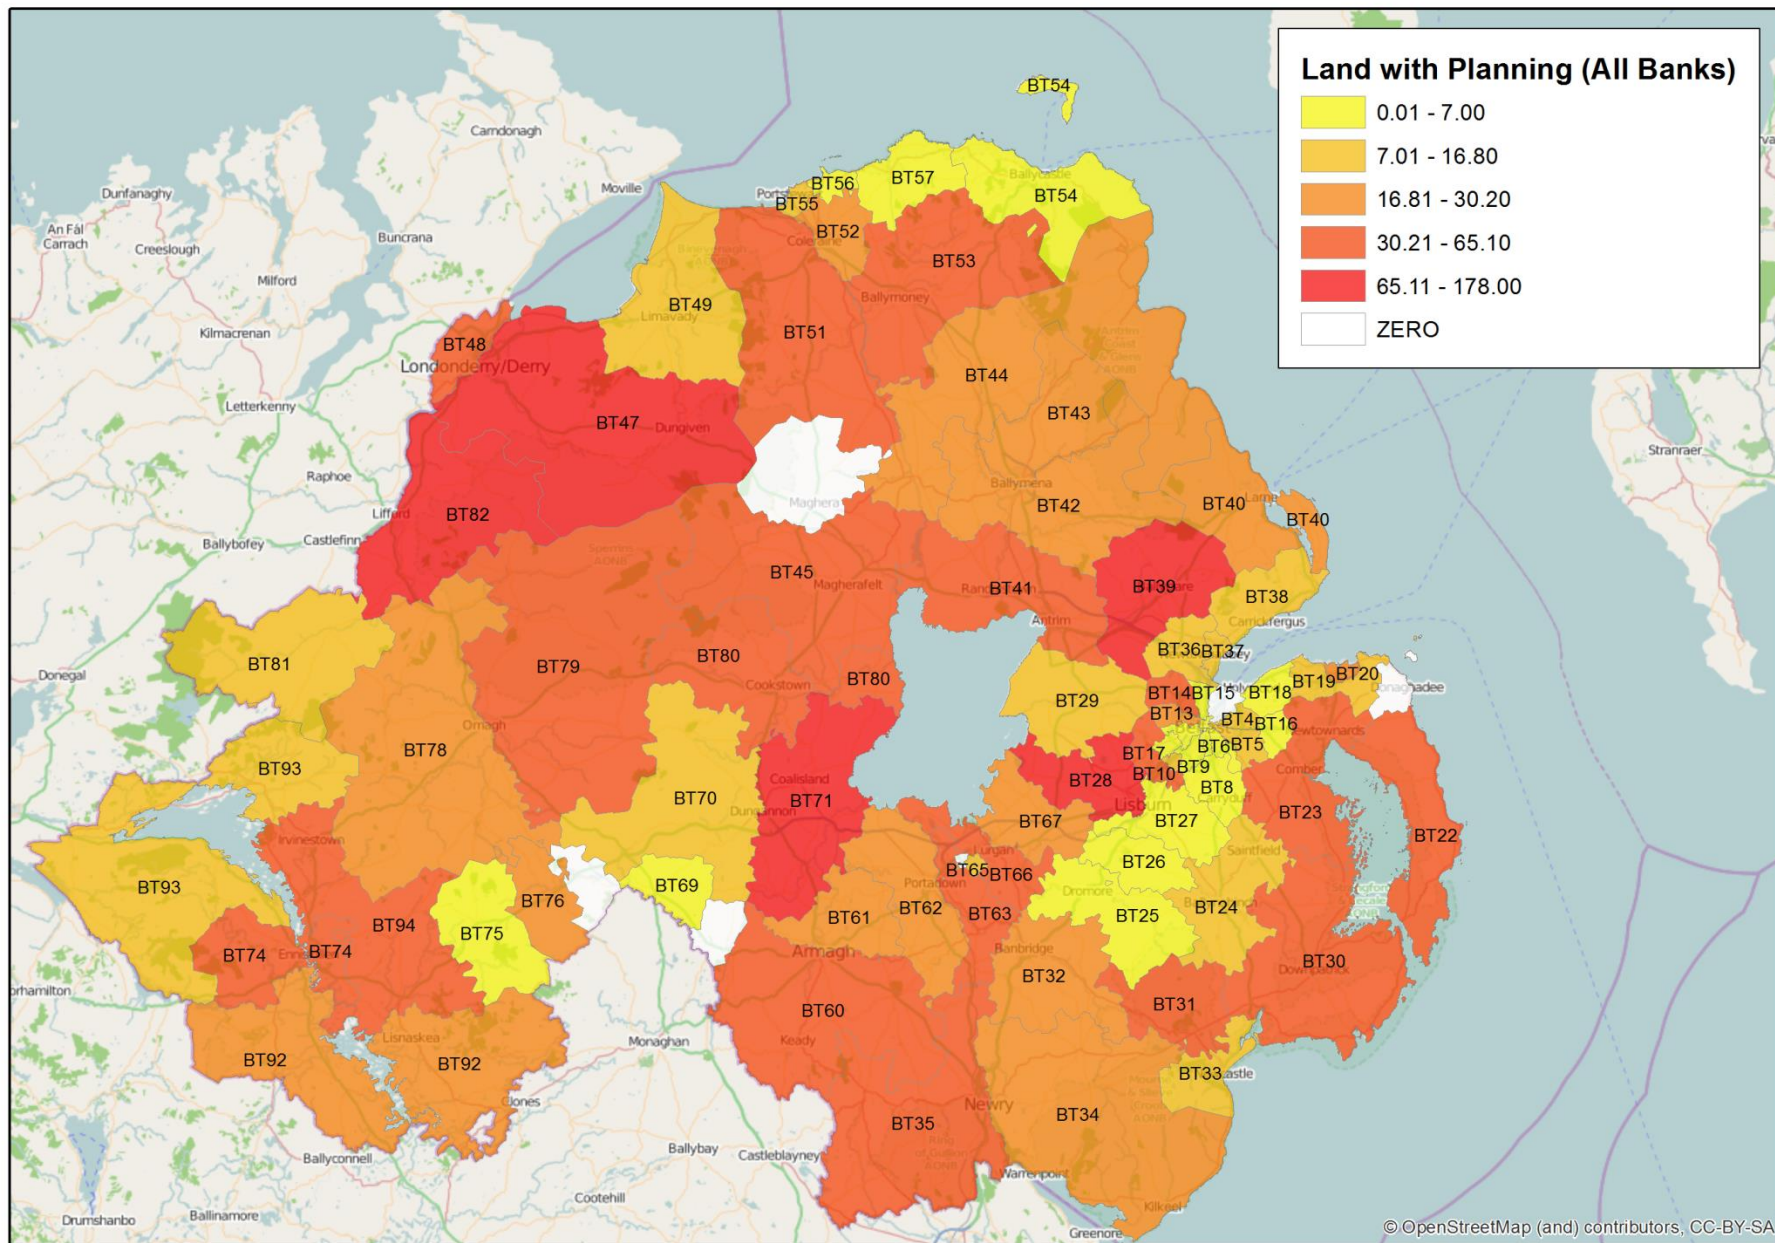 Land with Planning (All Banks)
0.01 - 7.00
7.01 - 16.80
16.81 - 30.20
30.21 - 65.10
65.11 - 178.00
ZERO
BT54
Carndonagh
Moville
Dunfanaghy
An Fál
Carrach
Creeslough
Buncrana
Milford
Kilmacrenan
Letterkenny
Raphoe
Lifford
Ballybofey
Castlefinn
Donegal
BT56
BT57
Ballycastle
BT54
BT55
Coleraine
BT52
BT53
Ballymoney
BT49
Limavady
BT51
BT48
Londonderry/Derry
BT44
BT43
BT47
Dungiven
Maghera
Ballymena
BT42
BT40
Larne
BT40
Stranraer
BT82
Sperrins
AONB
BT45
Magherafelt
BT41
Antrim
BT39
BT38
Carrickfergus
BT81
BT79
BT80
Cookstown
BT80
BT36
BT37
BT29
BT14
BT15
BT18
BT19
BT20
Donaghadee
BT13
BT4
BT16
Newtownards
BT78
Omagh
BT17
BT6
BT5
BT93
BT10
BT9
BT8
Carryduff
Comber
Coalisland
BT71
BT28
Lisburn
BT70
Dungannon
BT67
BT27
BT23
BT22
Irvinestown
Lurgan
Saintfield
BT26
BT93
BT69
BT65
BT66
Portadown
Dromore
BT76
BT61
BT62
BT63
BT24
BT25
BT94
BT75
BT74
BT74
Armagh
Banbridge
BT32
Downpatrick
BT30
BT31
BT60
Keady
BT92
Lisnaskea
BT92
Monaghan
BT33
Clones
Newry
BT34
BT35
Ballybay
Castleblayney
Ballyconnell
Warrenpoint
Cootehill
Kilkeel
Drumshanbo
Ballinamore
Greenore
© OpenStreetMap (and) contributors, CC-BY-SA